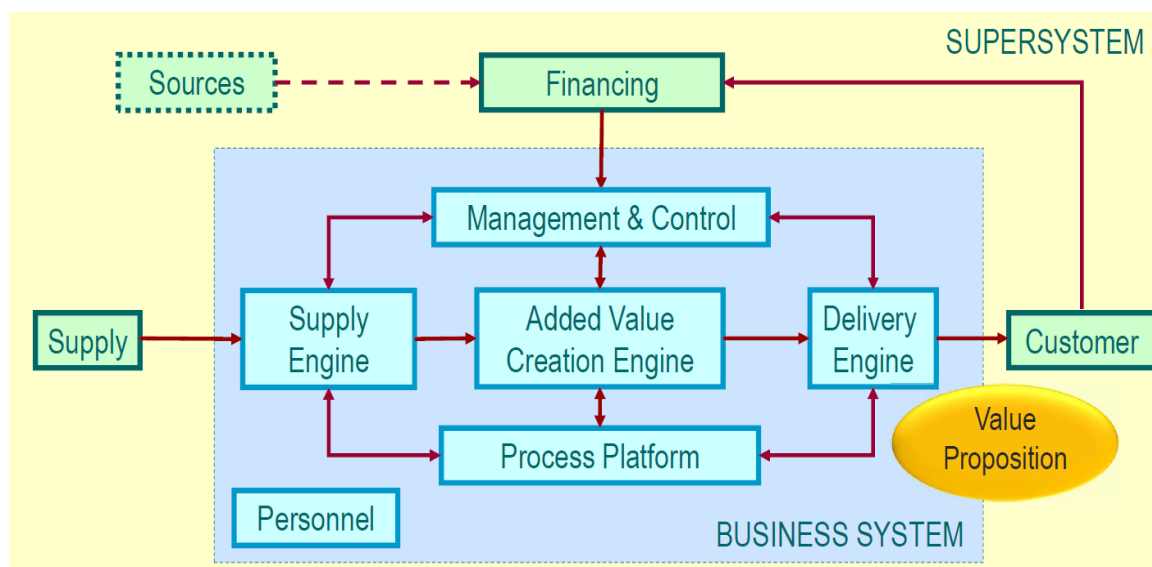 SUPERSYSTEM
Sources
Financing
Management & Control
Supply
Supply
Engine
Added Value
Creation Engine
Delivery
Engine
Customer
Value
Proposition
Process Platform
Personnel
BUSINESS SYSTEM